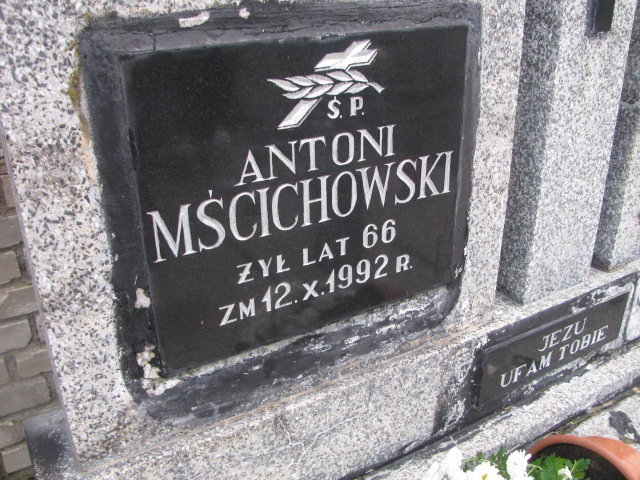 Ś. P.
ANTONI
MŚCICHOWSKI
ŻYŁ LAT 66
ZM 12. X. 1992 R.
JEZU
UFAM TOBIE